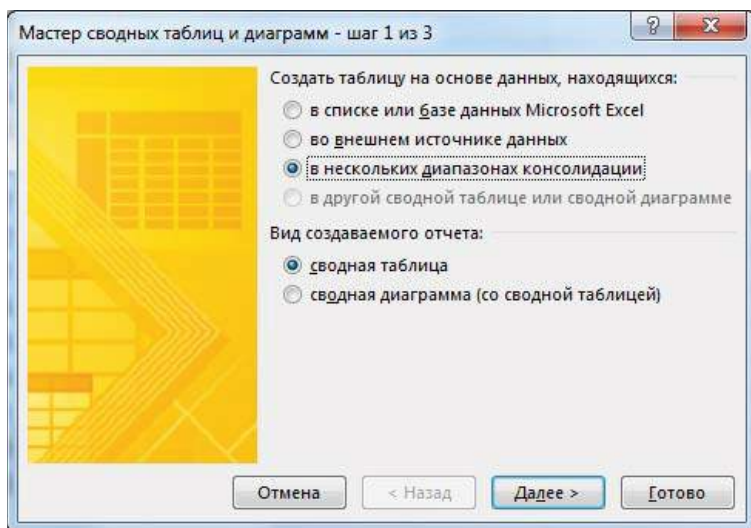 Мастер сводных таблиц и диаграмм - шаг 1 из 3
Создать таблицу на основе данных, находящихся:
в списке или базе данных Microsoft Excel
во внешнем источнике данных
в нескольких диапазонах консолидации
в другой сводной таблице или сводной диаграмме
Вид создаваемого отчета:
сводная таблица
сводная диаграмма (со сводной таблицей)
Отмена < Назад Далее > Готово